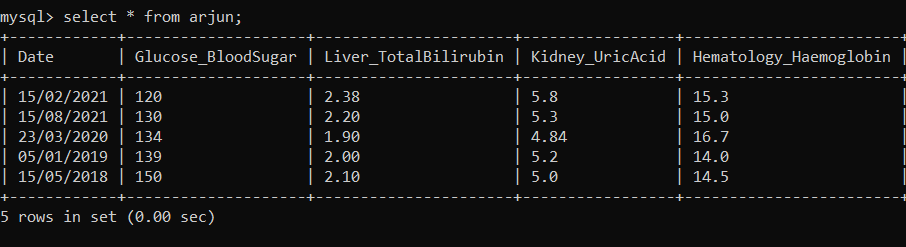 mysql> select * from arjun;
+------------+--------------------+----------------------+-----------------+------------------------+
| Date       | Glucose_BloodSugar | Liver_TotalBilirubin | Kidney_UricAcid | Hematology_Haemoglobin |
+------------+--------------------+----------------------+-----------------+------------------------+
| 15/02/2021 | 120                | 2.38                 | 5.8             | 15.3                   |
| 15/08/2021 | 130                | 2.20                 | 5.3             | 15.0                   |
| 23/03/2020 | 134                | 1.90                 | 4.84            | 16.7                   |
| 05/01/2019 | 139                | 2.00                 | 5.2             | 14.0                   |
| 15/05/2018 | 150                | 2.10                 | 5.0             | 14.5                   |
+------------+--------------------+----------------------+-----------------+------------------------+
5 rows in set (0.00 sec)